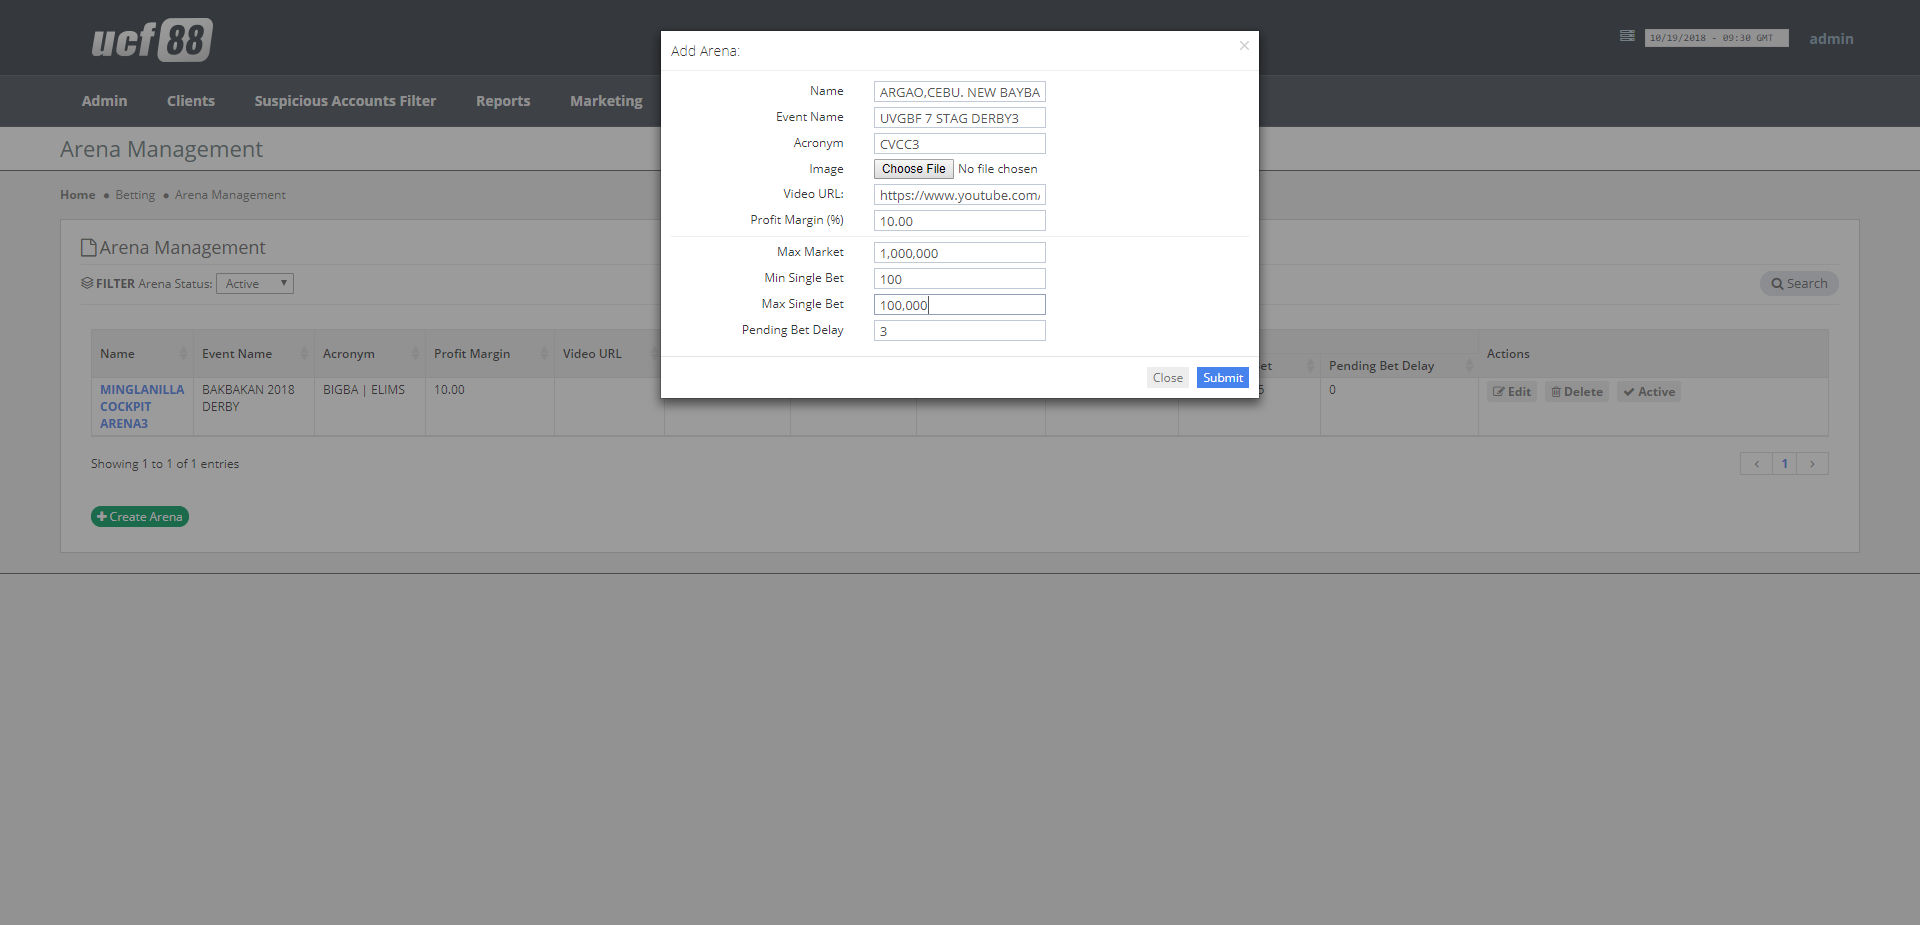 ucf 88
10/19/2018 - 09:30 GMT
admin
Admin
Clients
Suspicious Accounts Filter
Reports
Marketing
Arena Management
Home
Betting
Arena Management
Arena Management
FILTER Arena Status:
Active
Search
Add Arena:
×
Name
ARGAO,CEBU. NEW BAYBA
Event Name
UVGBF 7 STAG DERBY3
Acronym
CVCC3
Image
Choose File No file chosen
Video URL:
https://www.youtube.com/
Profit Margin (%)
10.00
Max Market
1,000,000
Min Single Bet
100
Max Single Bet
100,000
Pending Bet Delay
3
Close
Submit
Name
Event Name
Acronym
Profit Margin
Video URL
et
Pending Bet Delay
Actions
MINGLANILLA
COCKPIT
ARENA3
BAKBAKAN 2018
DERBY
BIGBA | ELIMS
10.00
0
Edit
Delete
Active
Showing 1 to 1 of 1 entries
‹ 1 ›
Create Arena